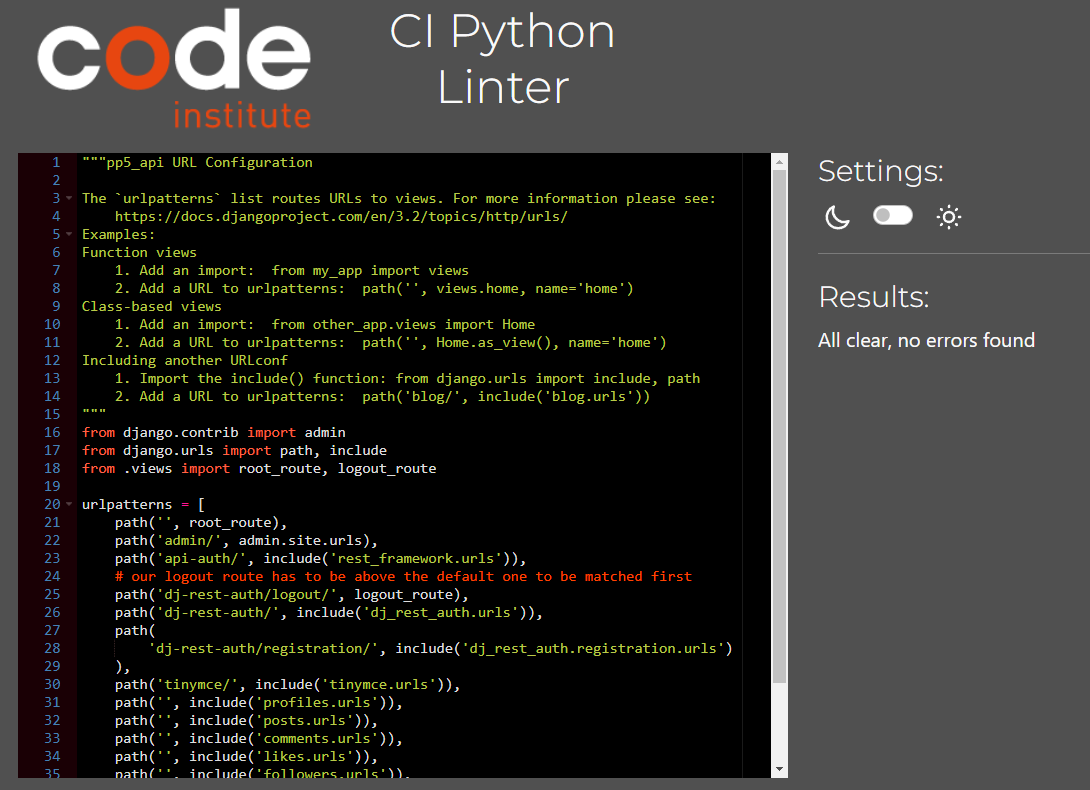 code
institute
CI Python
Linter
1 """pp5_api URL Configuration
2
3 The `urlpatterns` list routes URLs to views. For more information please see:
4     https://docs.djangoproject.com/en/3.2/topics/http/urls/
5 Examples:
6 Function views
7     1. Add an import:  from my_app import views
8     2. Add a URL to urlpatterns:  path('', views.home, name='home')
9 Class-based views
10     1. Add an import:  from other_app.views import Home
11     2. Add a URL to urlpatterns:  path('', Home.as_view(), name='home')
12 Including another URLconf
13     1. Import the include() function: from django.urls import include, path
14     2. Add a URL to urlpatterns:  path('blog/', include('blog.urls'))
15 """
16 from django.contrib import admin
17 from django.urls import path, include
18 from .views import root_route, logout_route
19
20 urlpatterns = [
21     path('', root_route),
22     path('admin/', admin.site.urls),
23     path('api-auth/', include('rest_framework.urls')),
24     # our logout route has to be above the default one to be matched first
25     path('dj-rest-auth/logout/', logout_route),
26     path('dj-rest-auth/', include('dj_rest_auth.urls')),
27     path(
28         'dj-rest-auth/registration/', include('dj_rest_auth.registration.urls')
29     ),
30     path('tinymce/', include('tinymce.urls')),
31     path('', include('profiles.urls')),
32     path('', include('posts.urls')),
33     path('', include('comments.urls')),
34     path('', include('likes.urls')),
35     path('', include('followers.urls')),
Settings:
Results:
All clear, no errors found